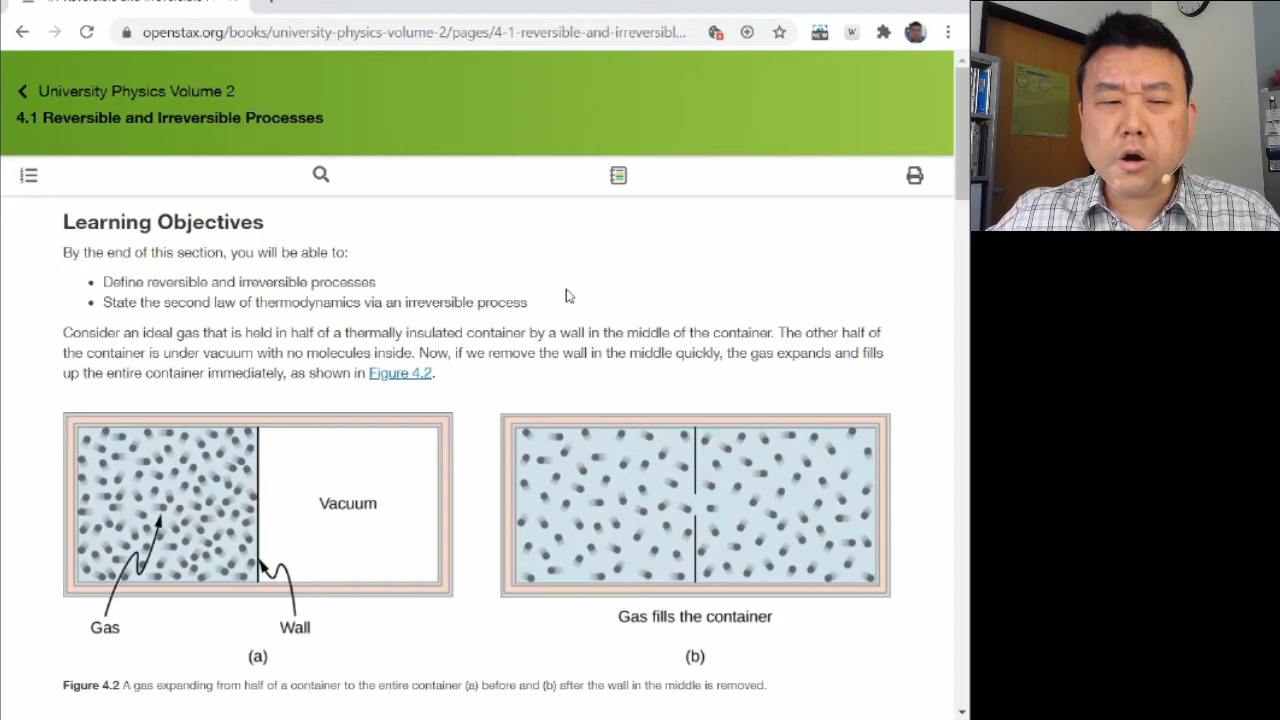 openstax.org/books/university-physics-volume-2/pages/4-1-reversible-and-irreversibl...
NEW
W
University Physics Volume 2
4.1 Reversible and Irreversible Processes
Learning Objectives
By the end of this section, you will be able to:
• Define reversible and irreversible processes
• State the second law of thermodynamics via an irreversible process
Consider an ideal gas that is held in half of a thermally insulated container by a wall in the middle of the container. The other half of
the container is under vacuum with no molecules inside. Now, if we remove the wall in the middle quickly, the gas expands and fills
up the entire container immediately, as shown in Figure 4.2.
Vacuum
Gas
Wall
(a)
Gas fills the container
(b)
Figure 4.2 A gas expanding from half of a container to the entire container (a) before and (b) after the wall in the middle is removed.